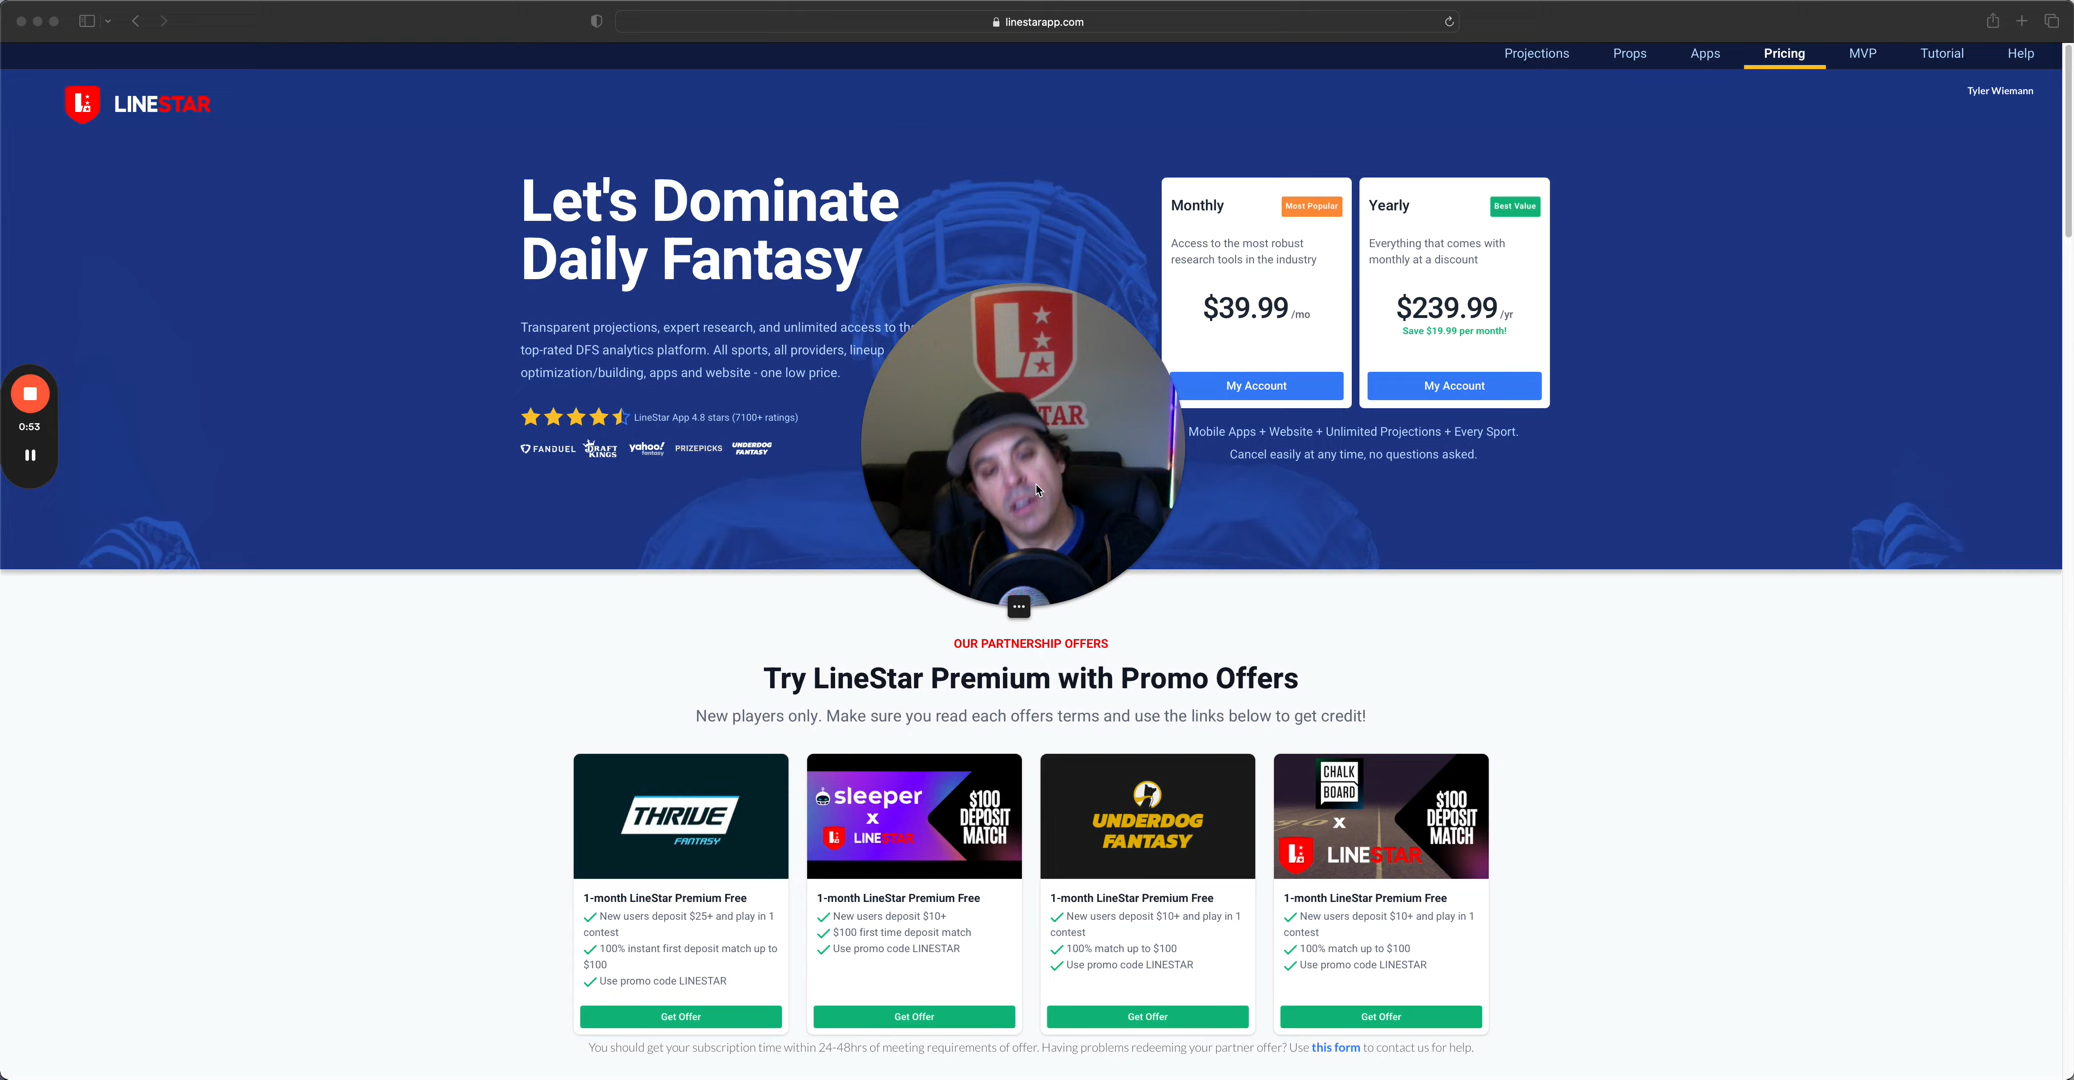 linestarapp.com
Projections
Props
Apps
Pricing
MVP
Tutorial
Help
LINESTAR
Tyler Wiemann
Let's Dominate
Daily Fantasy
Transparent projections, expert research, and unlimited access to the
top-rated DFS analytics platform. All sports, all providers, lineup
optimization/building, apps and website - one low price.
LineStar App 4.8 stars (7100+ ratings)
FANDUEL
DRAFT
KINGS
yahoo!
fantasy
PRIZEPICKS
UNDERDOG
FANTASY
Monthly
Most Popular
Access to the most robust
research tools in the industry
$39.99 /mo
My Account
Yearly
Best Value
Everything that comes with
monthly at a discount
$239.99 /yr
Save $19.99 per month!
My Account
Mobile Apps + Website + Unlimited Projections + Every Sport.
Cancel easily at any time, no questions asked.
0:53
TAR
OUR PARTNERSHIP OFFERS
Try LineStar Premium with Promo Offers
New players only. Make sure you read each offers terms and use the links below to get credit!
THRIVE
FANTASY
1-month LineStar Premium Free
New users deposit $25+ and play in 1
contest
100% instant first deposit match up to
$100
Use promo code LINESTAR
Get Offer
sleeper
X
LINESTAR
$100
DEPOSIT
MATCH
1-month LineStar Premium Free
New users deposit $10+
$100 first time deposit match
Use promo code LINESTAR
Get Offer
UNDERDOG
FANTASY
1-month LineStar Premium Free
New users deposit $10+ and play in 1
contest
100% match up to $100
Use promo code LINESTAR
Get Offer
CHALK
BOARD
X
LINESTAR
$100
DEPOSIT
MATCH
1-month LineStar Premium Free
New users deposit $10+ and play in 1
contest
100% match up to $100
Use promo code LINESTAR
Get Offer
You should get your subscription time within 24-48hrs of meeting requirements of offer. Having problems redeeming your partner offer? Use this form to contact us for help.